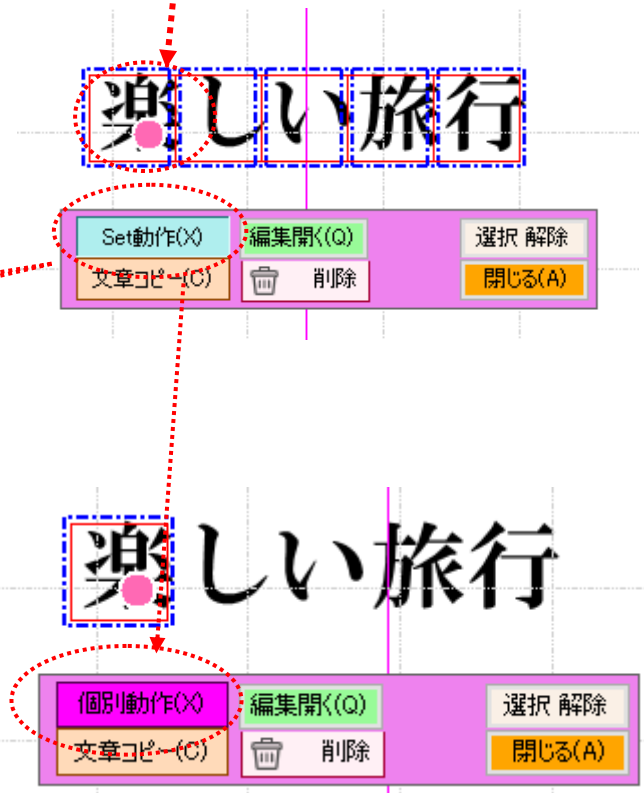 楽しい旅行
Set動作(X) 編集開く(Q) 選択 解除
文章コピー(C) 削除 閉じる(A)
楽しい旅行
個別動作(X) 編集開く(Q) 選択 解除
文章コピー(C) 削除 閉じる(A)